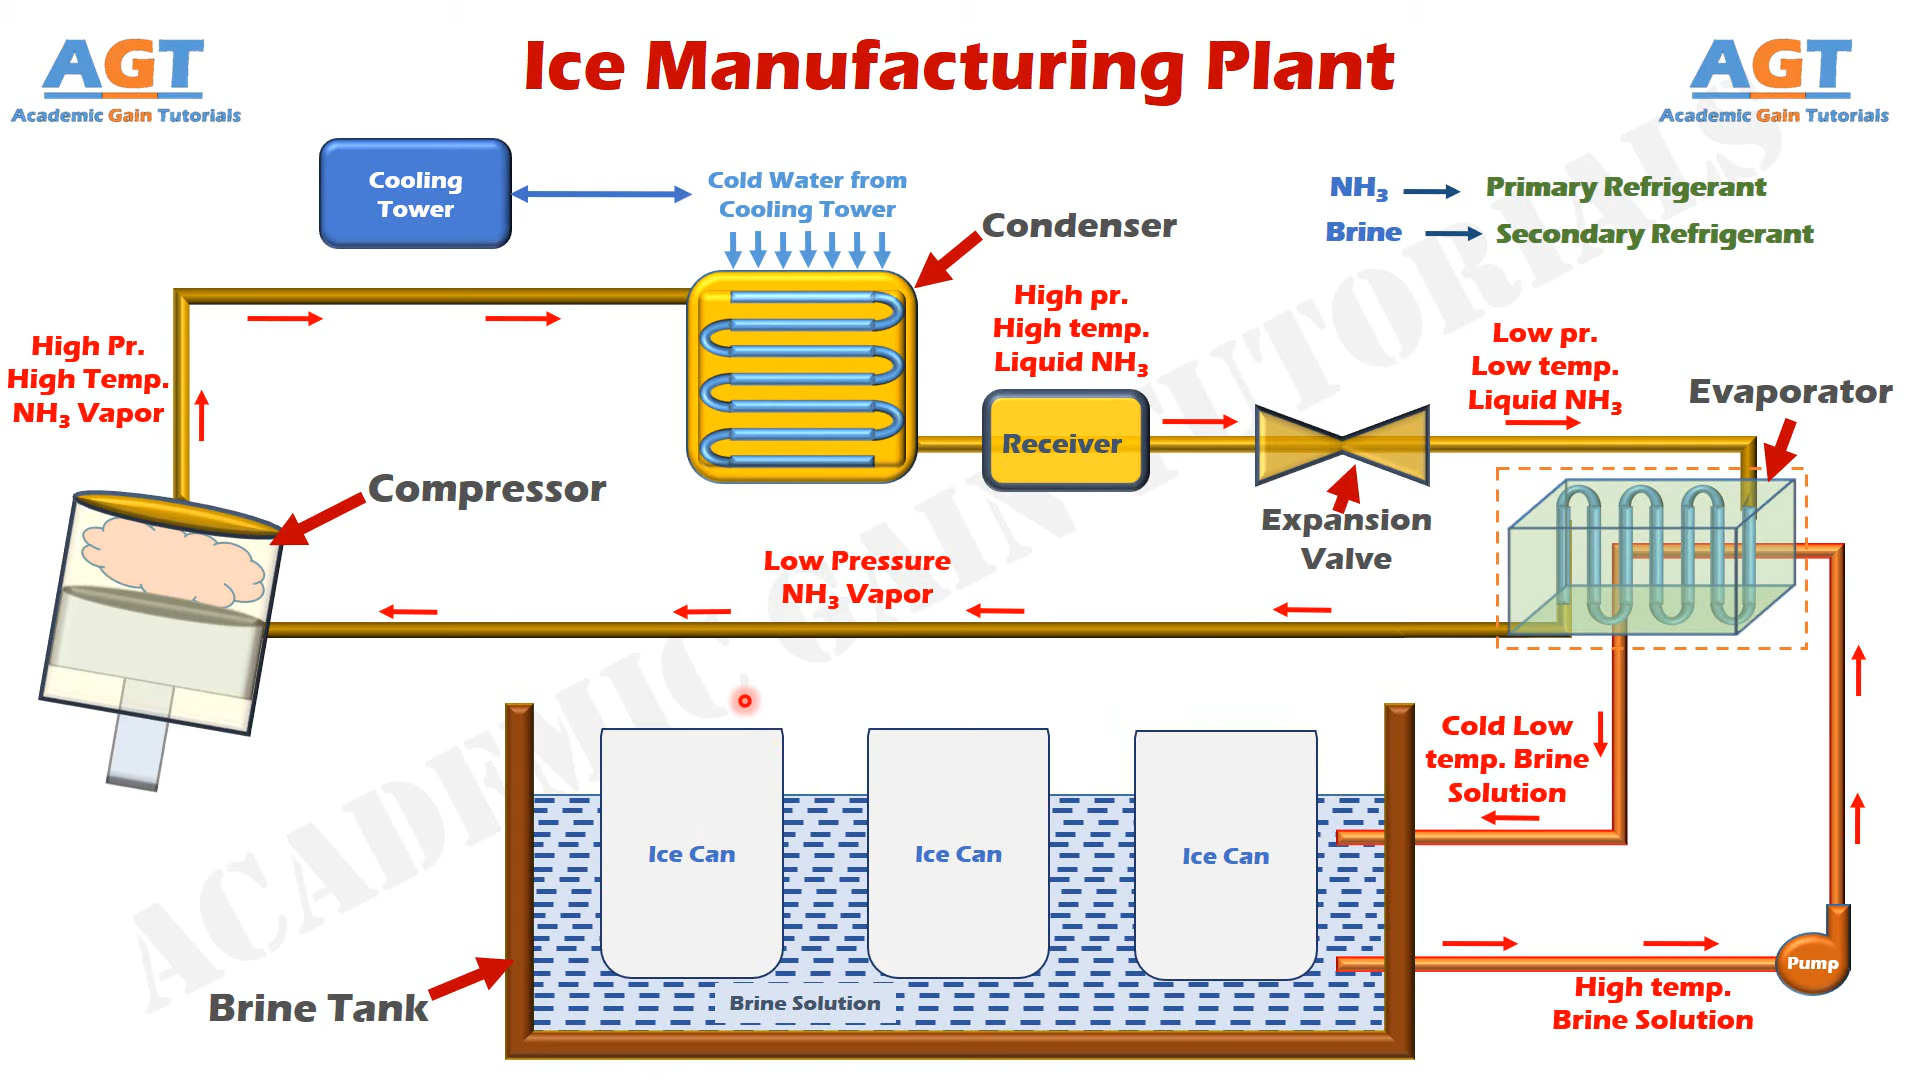 AGT
Academic Gain Tutorials
Ice Manufacturing Plant
AGT
Academic Gain Tutorials
Cooling
Tower
Cold Water from
Cooling Tower
Condenser
NH₃
Primary Refrigerant
Brine
Secondary Refrigerant
High Pr.
High Temp.
NH₃ Vapor
High pr.
High temp.
Liquid NH₃
Low pr.
Low temp.
Liquid NH₃
Evaporator
Receiver
Compressor
Expansion
Valve
Low Pressure
NH₃ Vapor
Cold Low
temp. Brine
Solution
Ice Can
Ice Can
Ice Can
Brine Solution
Brine Tank
Pump
High temp.
Brine Solution
ACADEMIC GAIN TUTORIALS